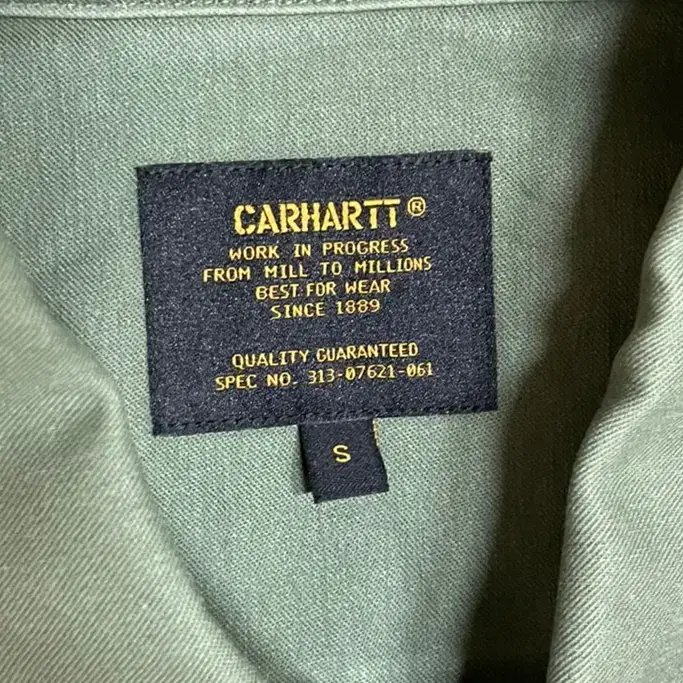 CARHARTT®
WORK IN PROGRESS
FROM MILL TO MILLIONS
BEST FOR WEAR
SINCE 1889
QUALITY GUARANTEED
SPEC NO. 313-07621-061
S